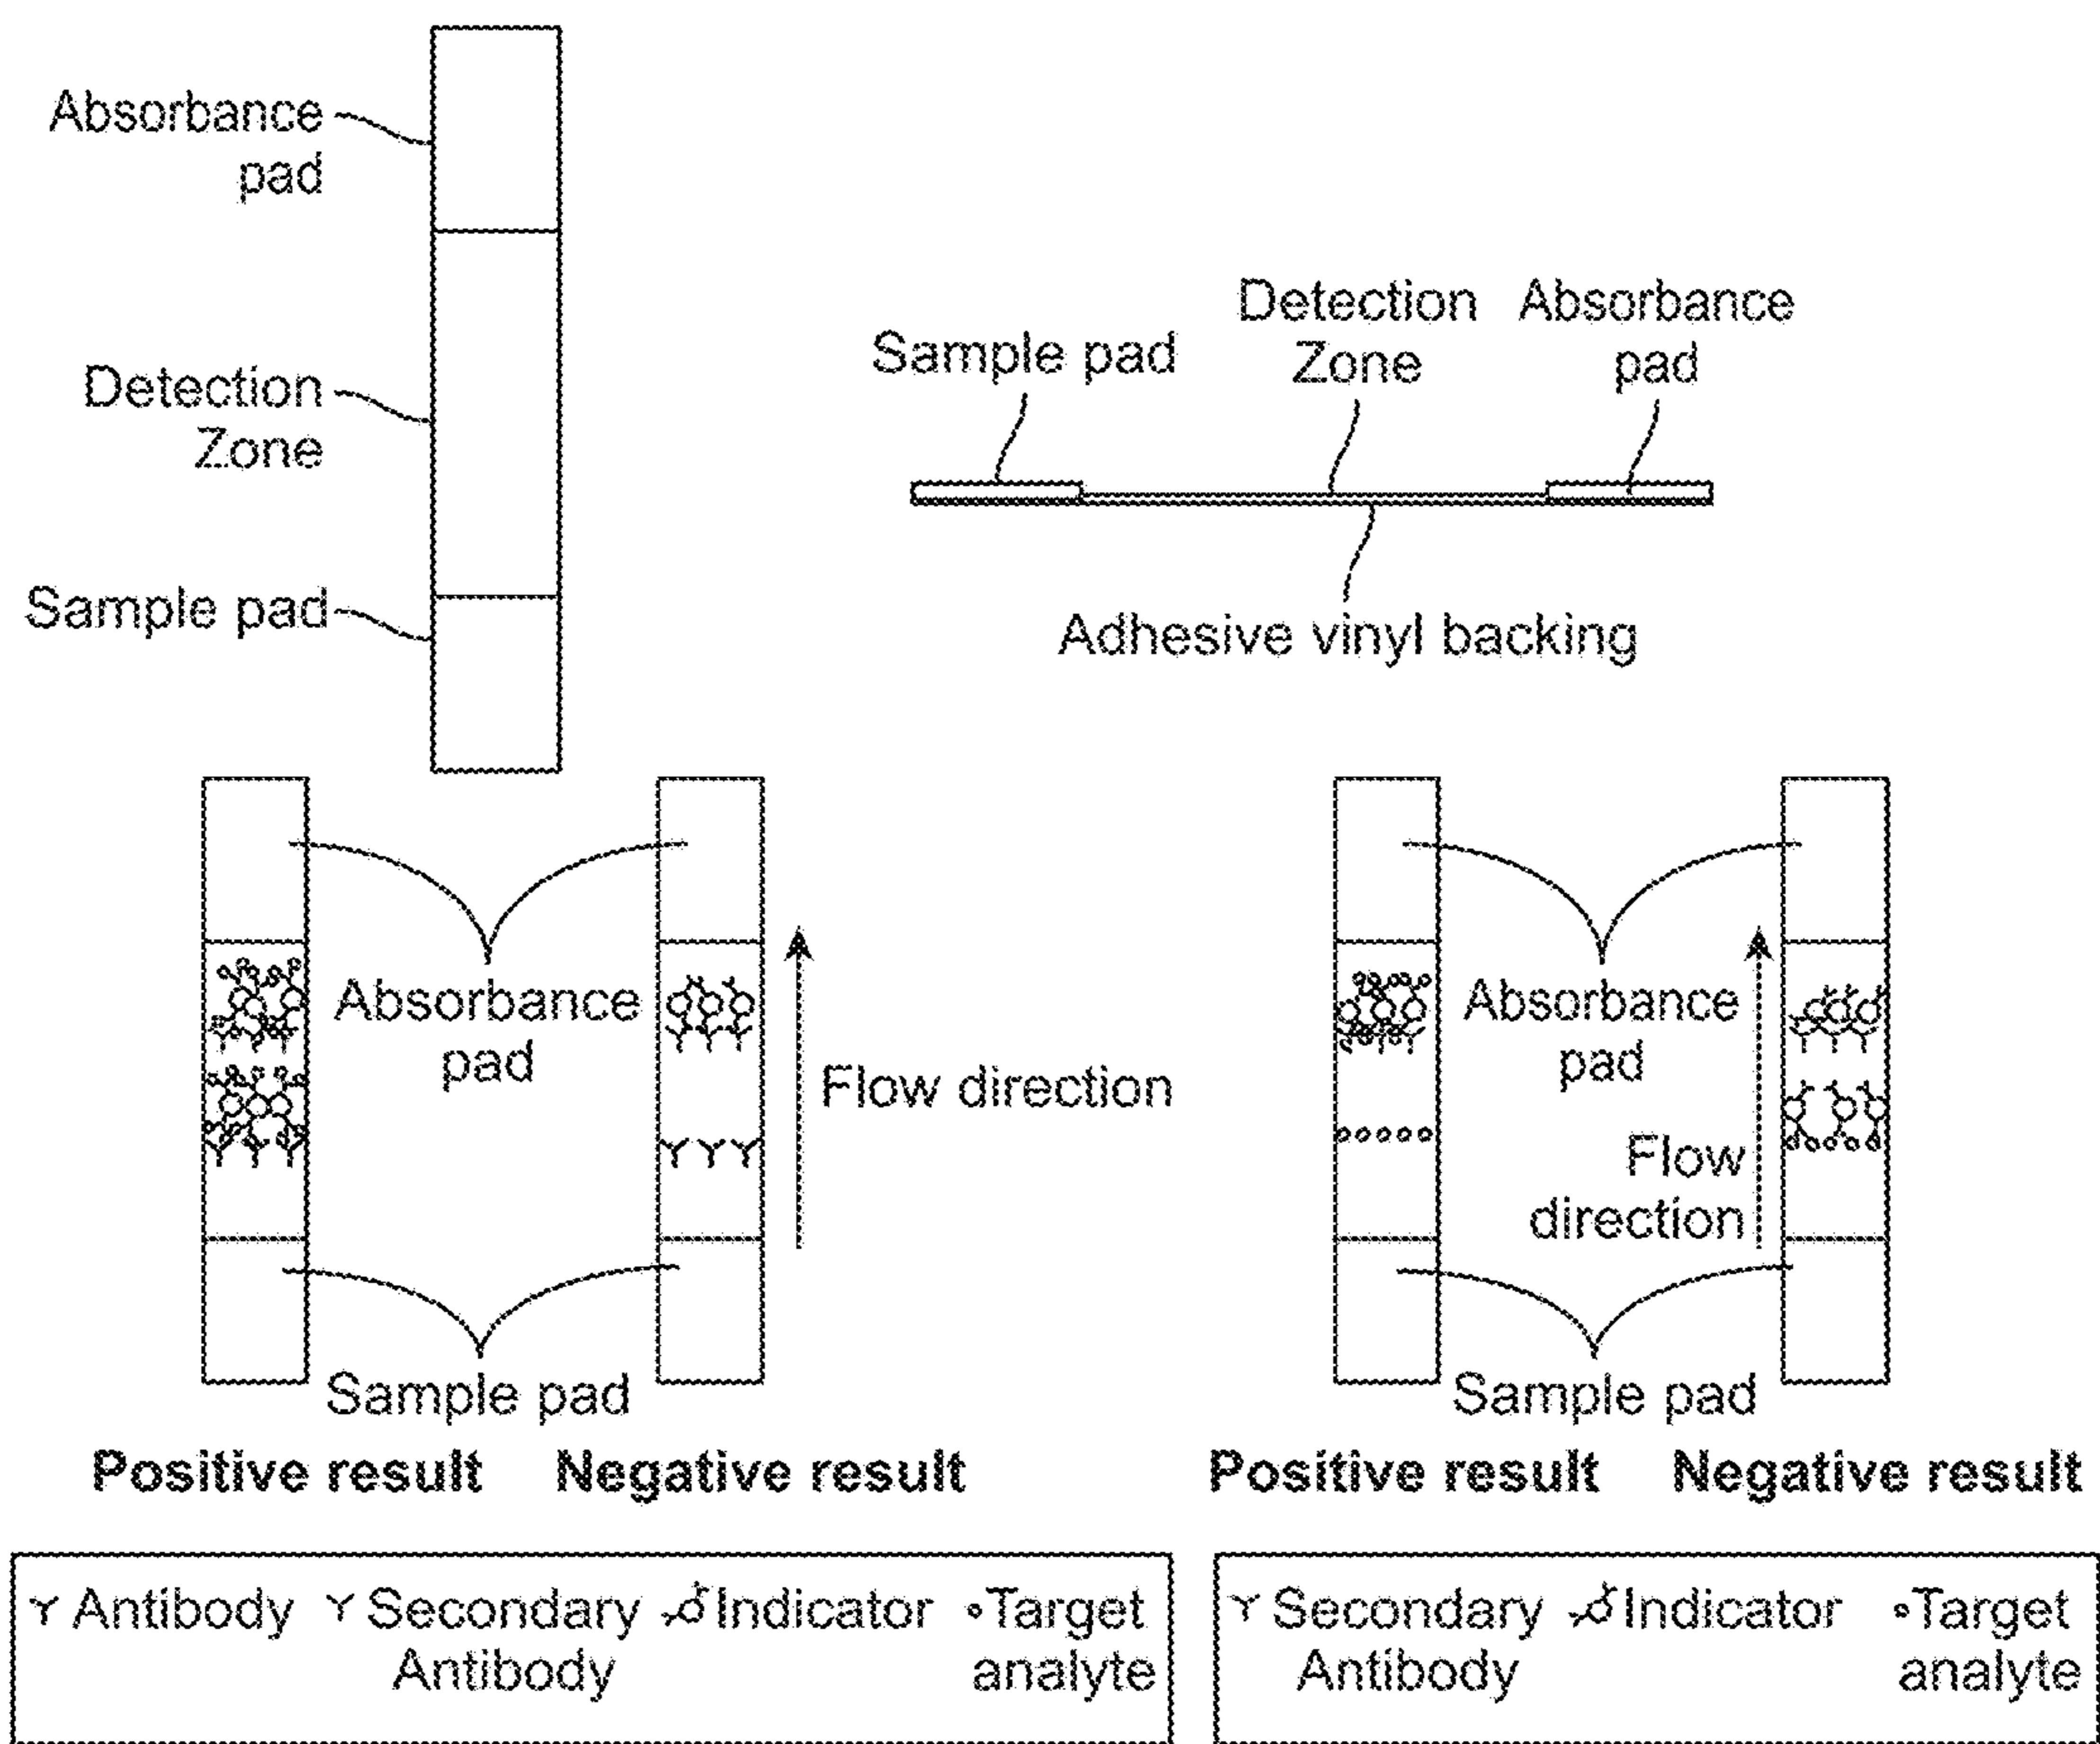 Absorbance
pad
Detection
Zone
Sample pad
Sample pad
Detection
Zone
Absorbance
pad
Adhesive vinyl backing
Absorbance
pad
Flow direction
Sample pad
Positive result
Negative result
Absorbance
pad
Flow
direction
Sample pad
Positive result
Negative result
Antibody
Secondary
Antibody
Indicator
Target
analyte
Secondary
Antibody
Indicator
Target
analyte